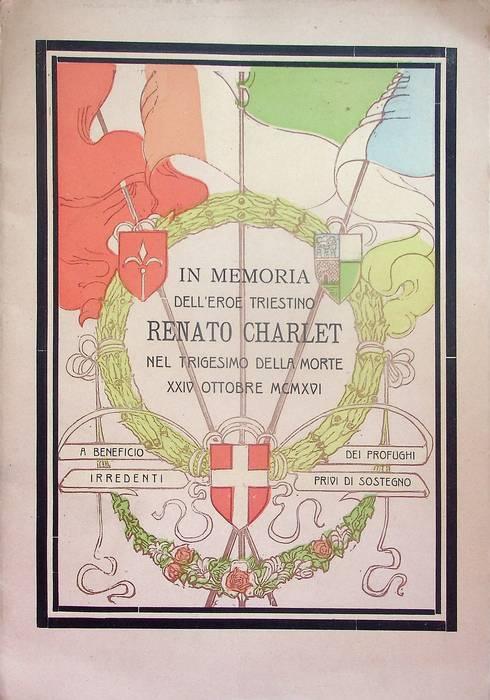 IN MEMORIA
DELL'EROE TRIESTINO
RENATO CHARLET
NEL TRIGESIMO DELLA MORTE
XXIV OTTOBRE MCMXVI
A BENEFICIO
DEI PROFUGHI
IRREDENTI
PRIVI DI SOSTEGNO